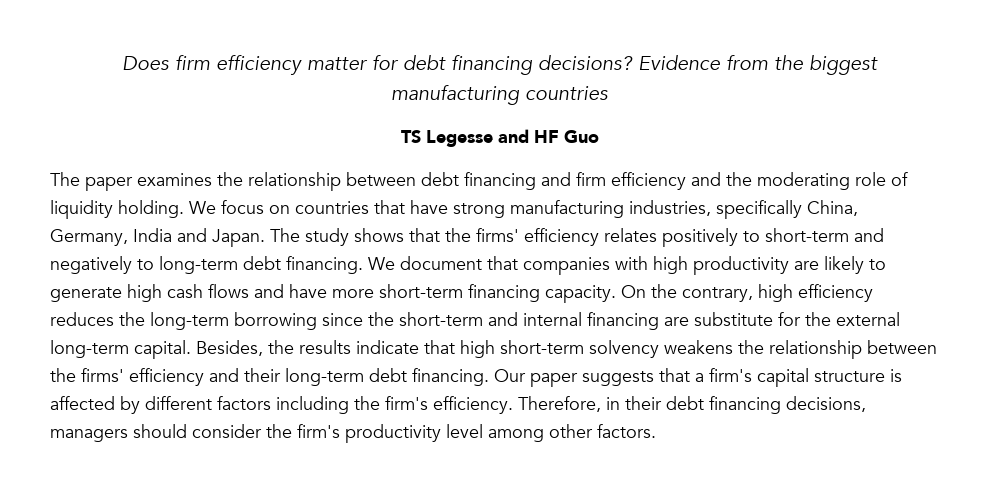 Does firm efficiency matter for debt financing decisions? Evidence from the biggest
manufacturing countries
TS Legesse and HF Guo
The paper examines the relationship between debt financing and firm efficiency and the moderating role of
liquidity holding. We focus on countries that have strong manufacturing industries, specifically China,
Germany, India and Japan. The study shows that the firms' efficiency relates positively to short-term and
negatively to long-term debt financing. We document that companies with high productivity are likely to
generate high cash flows and have more short-term financing capacity. On the contrary, high efficiency
reduces the long-term borrowing since the short-term and internal financing are substitute for the external
long-term capital. Besides, the results indicate that high short-term solvency weakens the relationship between
the firms' efficiency and their long-term debt financing. Our paper suggests that a firm's capital structure is
affected by different factors including the firm's efficiency. Therefore, in their debt financing decisions,
managers should consider the firm's productivity level among other factors.